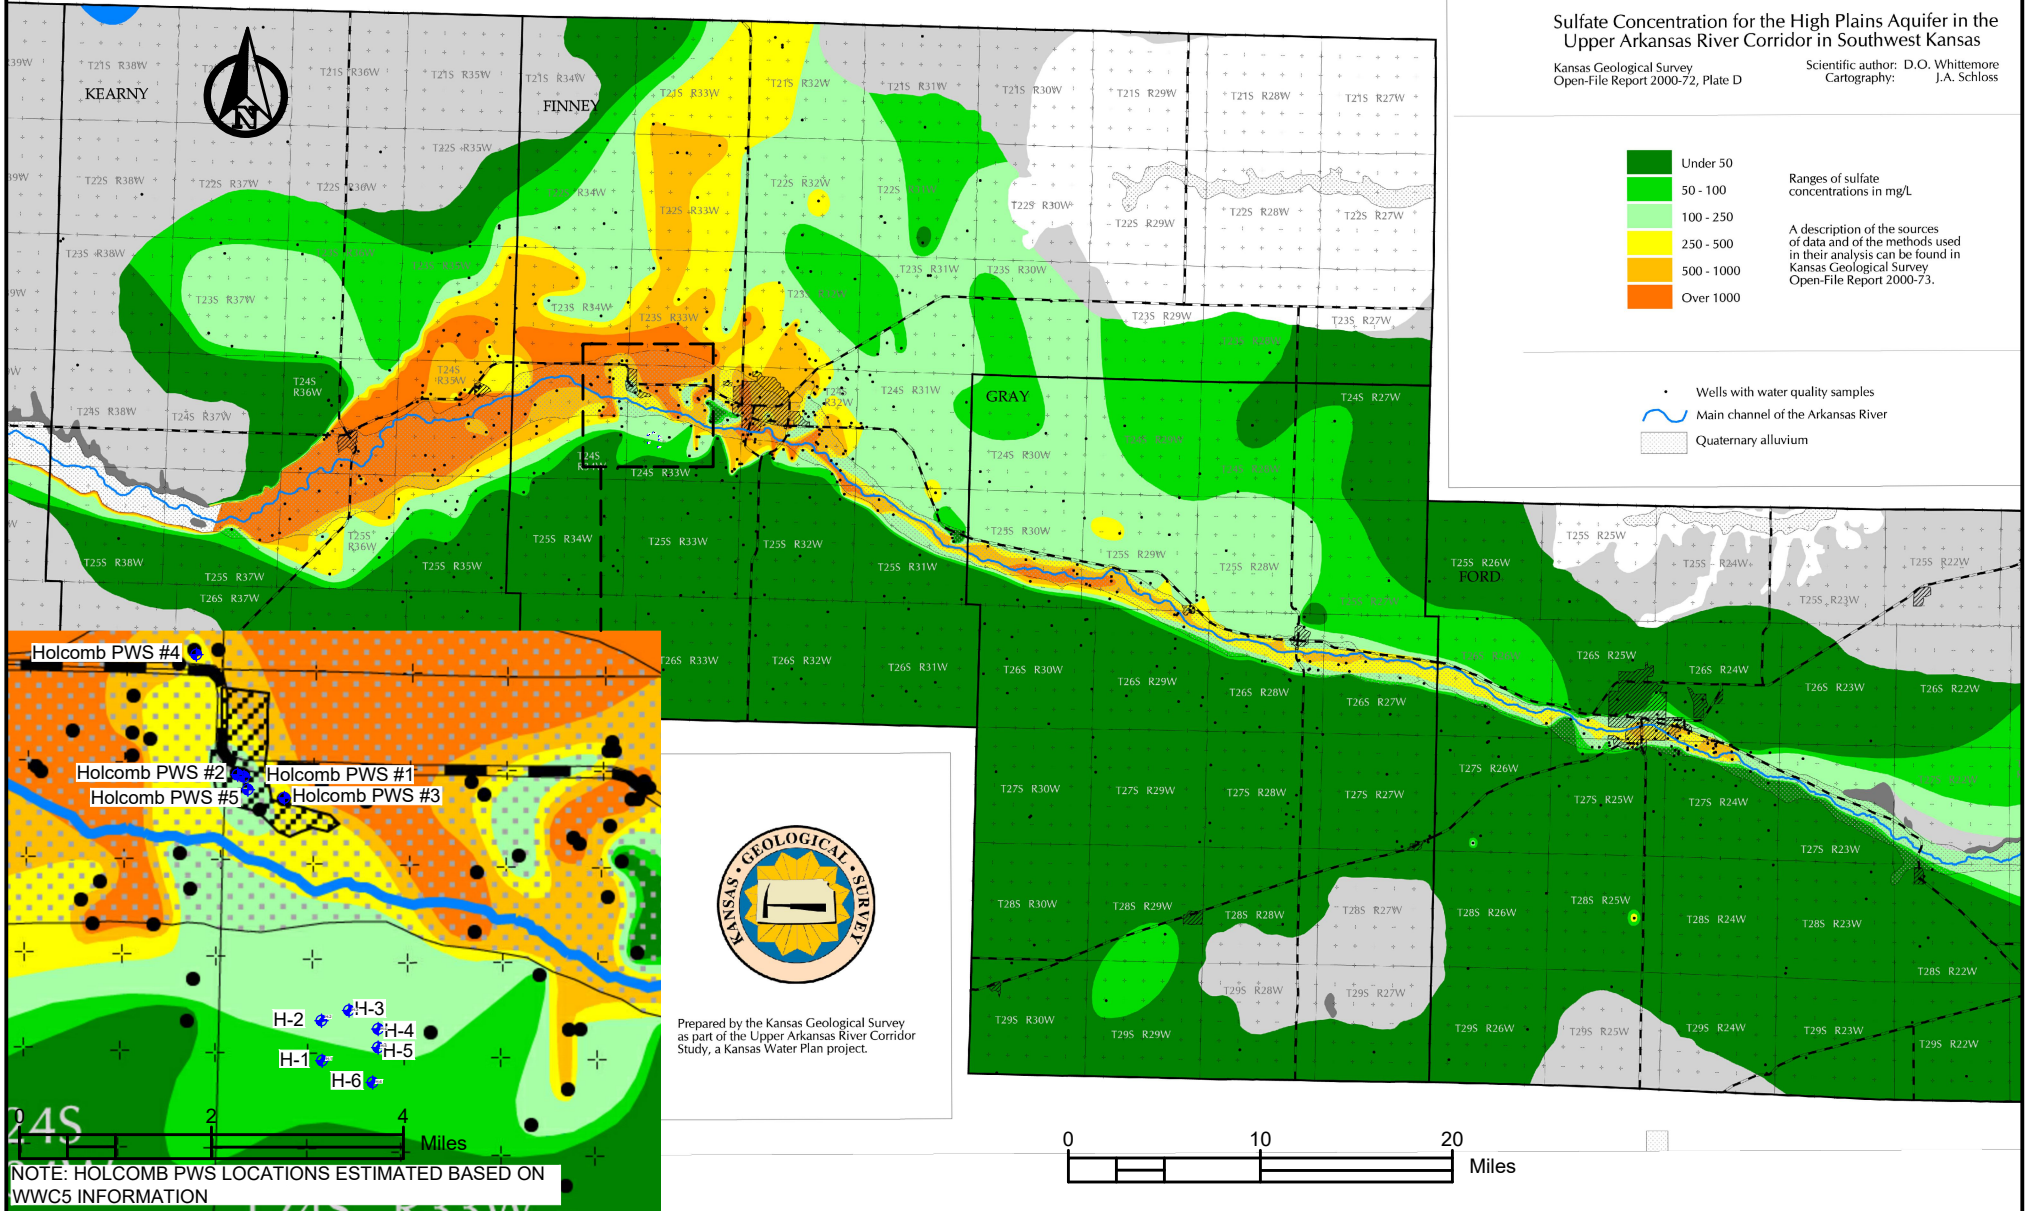 Sulfate Concentration for the High Plains Aquifer in the
Upper Arkansas River Corridor in Southwest Kansas
Kansas Geological Survey
Open-File Report 2000-72, Plate D
Scientific author: D.O. Whittemore
Cartography: J.A. Schloss
Under 50
50 - 100
100 - 250
250 - 500
500 - 1000
Over 1000
Ranges of sulfate
concentrations in mg/L
A description of the sources
of data and of the methods used
in their analysis can be found in
Kansas Geological Survey
Open-File Report 2000-73.
Wells with water quality samples
Main channel of the Arkansas River
Quaternary alluvium
KEARNY
N
FINNEY
GRAY
FORD
T21S R38W
T21S R36W
T21S R35W
T21S R34W
T21S R33W
T21S R32W
T21S R31W
T21S R30W
T21S R29W
T21S R28W
T21S R27W
T22S R38W
T22S R37W
T22S R36W
T22S R35W
T22S R34W
T22S R33W
T22S R32W
T22S R30W
T22S R29W
T22S R28W
T22S R27W
T23S R38W
T23S R37W
T23S R34W
T23S R33W
T23S R31W
T23S R30W
T23S R29W
T23S R27W
T24S R38W
T24S R37W
T24S
R36W
T24S
R35W
T24S
T24S R33W
R32W
T24S R31W
T24S R30W
T24S R27W
T25S R38W
T25S R37W
T25S
R36W
T25S R35W
T25S R34W
T25S R33W
T25S R32W
T25S R31W
T25S R30W
T25S R29W
T25S R28W
T25S R26W
T25S R25W
T25S R24W
T25S R23W
T25S R22W
T26S R37W
T26S R33W
T26S R32W
T26S R31W
T26S R30W
T26S R29W
T26S R28W
T26S R27W
T26S R25W
T26S R24W
T26S R23W
T26S R22W
T27S R30W
T27S R29W
T27S R28W
T27S R27W
T27S R26W
T27S R25W
T27S R24W
T27S R23W
T28S R30W
T28S R29W
T28S R28W
T28S R27W
T28S R26W
T28S R25W
T28S R24W
T28S R23W
T28S R22W
T29S R30W
T29S R29W
T29S R28W
T29S R27W
T29S R26W
T29S R25W
T29S R24W
T29S R23W
T29S R22W
Holcomb PWS #4
Holcomb PWS #2
Holcomb PWS #1
Holcomb PWS #5
Holcomb PWS #3
H-3
H-2
H-4
H-5
H-1
H-6
24S
0 2 4
Miles
NOTE: HOLCOMB PWS LOCATIONS ESTIMATED BASED ON
WWC5 INFORMATION
KANSAS GEOLOGICAL SURVEY
Prepared by the Kansas Geological Survey
as part of the Upper Arkansas River Corridor
Study, a Kansas Water Plan project.
0 10 20
Miles